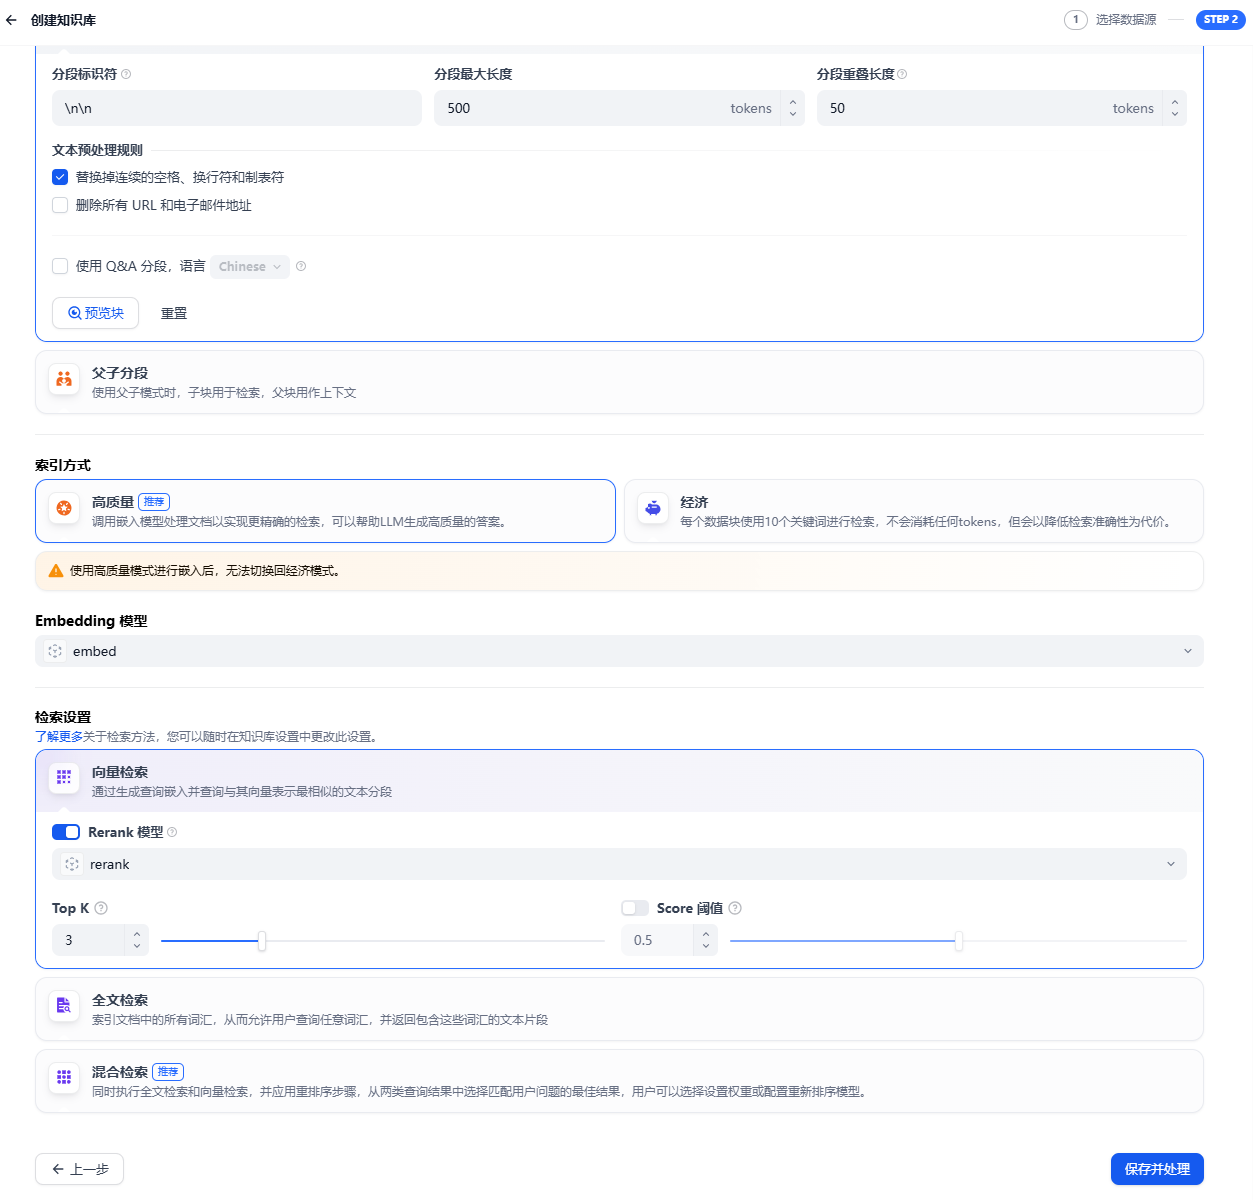 创建知识库
1 选择数据源 STEP 2
分段标识符 分段最大长度 分段重叠长度
\n\n 500 tokens 50 tokens
文本预处理规则
替换掉连续的空格、换行符和制表符
删除所有 URL 和电子邮件地址
使用 Q&A 分段，语言 Chinese
预览块 重置
父子分段
使用父子模式时，子块用于检索，父块用作上下文
索引方式
高质量 推荐
调用嵌入模型处理文档以实现更精确的检索，可以帮助LLM生成高质量的答案。
经济
每个数据块使用10个关键词进行检索，不会消耗任何tokens，但会以降低检索准确性为代价。
使用高质量模式进行嵌入后，无法切换回经济模式。
Embedding 模型
embed
检索设置
了解更多关于检索方法，您可以随时在知识库设置中更改此设置。
向量检索
通过生成查询嵌入并查询与其向量表示最相似的文本分段
Rerank 模型
rerank
Top K Score 阈值
3 0.5
全文检索
索引文档中的所有词汇，从而允许用户查询任意词汇，并返回包含这些词汇的文本片段
混合检索 推荐
同时执行全文检索和向量检索，并应用重排序步骤，从两类查询结果中选择匹配用户问题的最佳结果，用户可以选择设置权重或配置重新排序模型。
上一步 保存并处理